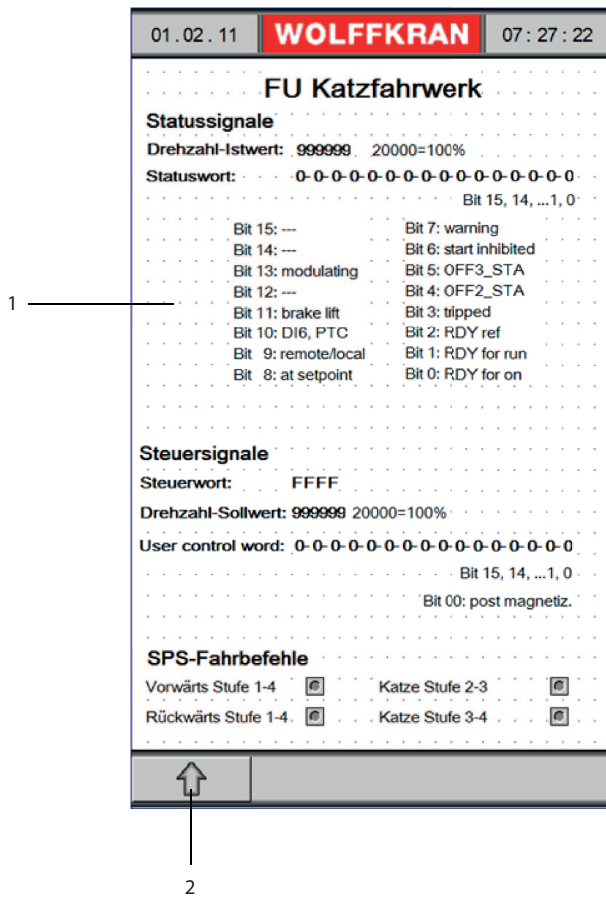 01.02.11 WOLFFKRAN 07:27:22
FU Katzfahrwerk
Statussignale
Drehzahl-Istwert: 999999 20000=100%
Statuswort: 0-0-0-0-0-0-0-0-0-0-0-0-0-0-0-0
Bit 15, 14, ...1, 0
Bit 15: --- Bit 7: warning
Bit 14: --- Bit 6: start inhibited
Bit 13: modulating Bit 5: OFF3_STA
Bit 12: --- Bit 4: OFF2_STA
Bit 11: brake lift Bit 3: tripped
Bit 10: DI6, PTC Bit 2: RDY ref
Bit 9: remote/local Bit 1: RDY for run
Bit 8: at setpoint Bit 0: RDY for on
1
Steuersignale
Steuerwort: FFFF
Drehzahl-Sollwert: 999999 20000=100%
User control word: 0-0-0-0-0-0-0-0-0-0-0-0-0-0-0-0
Bit 15, 14, ...1, 0
Bit 00: post magnetiz.
SPS-Fahrbefehle
Vorwärts Stufe 1-4 Katze Stufe 2-3
Rückwärts Stufe 1-4 Katze Stufe 3-4
2